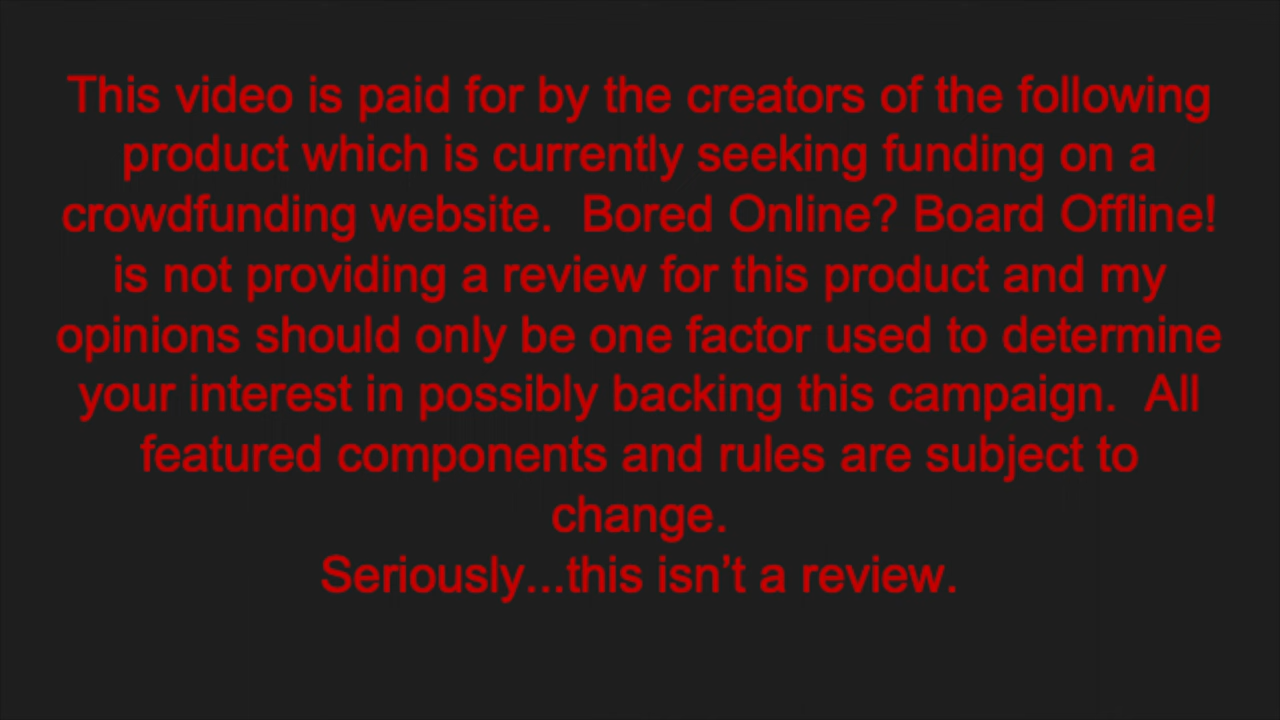 This video is paid for by the creators of the following
product which is currently seeking funding on a
crowdfunding website.  Bored Online? Board Offline!
is not providing a review for this product and my
opinions should only be one factor used to determine
your interest in possibly backing this campaign.  All
featured components and rules are subject to
change.
Seriously...this isn’t a review.